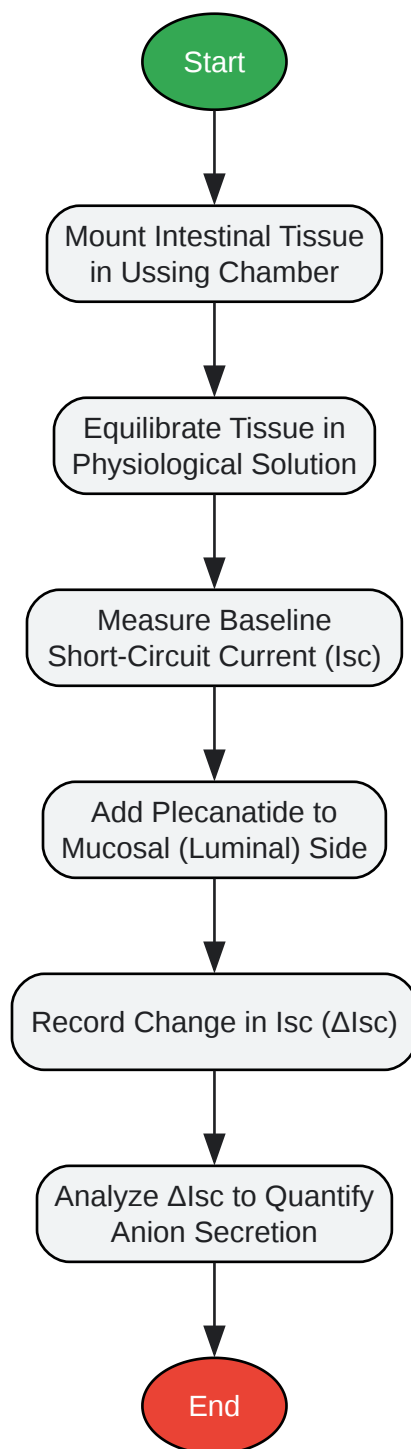 Start
Mount Intestinal Tissue
in Ussing Chamber
Equilibrate Tissue in
Physiological Solution
Measure Baseline
Short-Circuit Current (Isc)
Add Plecanatide to
Mucosal (Luminal) Side
Record Change in Isc (ΔIsc)
Analyze ΔIsc to Quantify
Anion Secretion
End